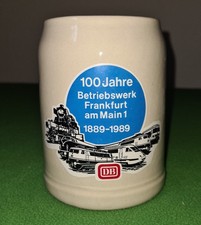 100 Jahre
Betriebswerk
Frankfurt
am Main 1
1889-1989
DB